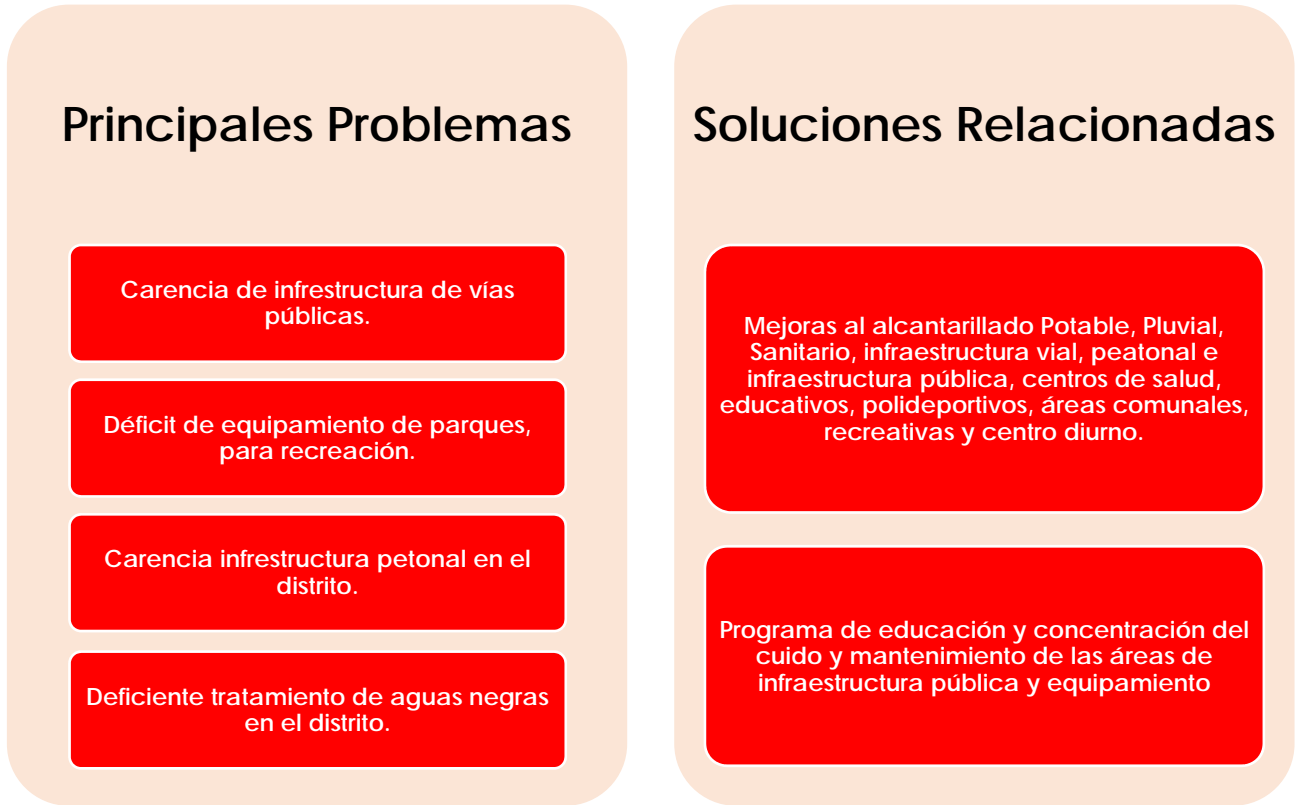 Principales Problemas
Carencia de infrestructura de vías
públicas.
Déficit de equipamiento de parques,
para recreación.
Carencia infrestructura petonal en el
distrito.
Deficiente tratamiento de aguas negras
en el distrito.
Soluciones Relacionadas
Mejoras al alcantarillado Potable, Pluvial,
Sanitario, infraestructura vial, peatonal e
infraestructura pública, centros de salud,
educativos, polideportivos, áreas comunales,
recreativas y centro diurno.
Programa de educación y concentración del
cuido y mantenimiento de las áreas de
infraestructura pública y equipamiento